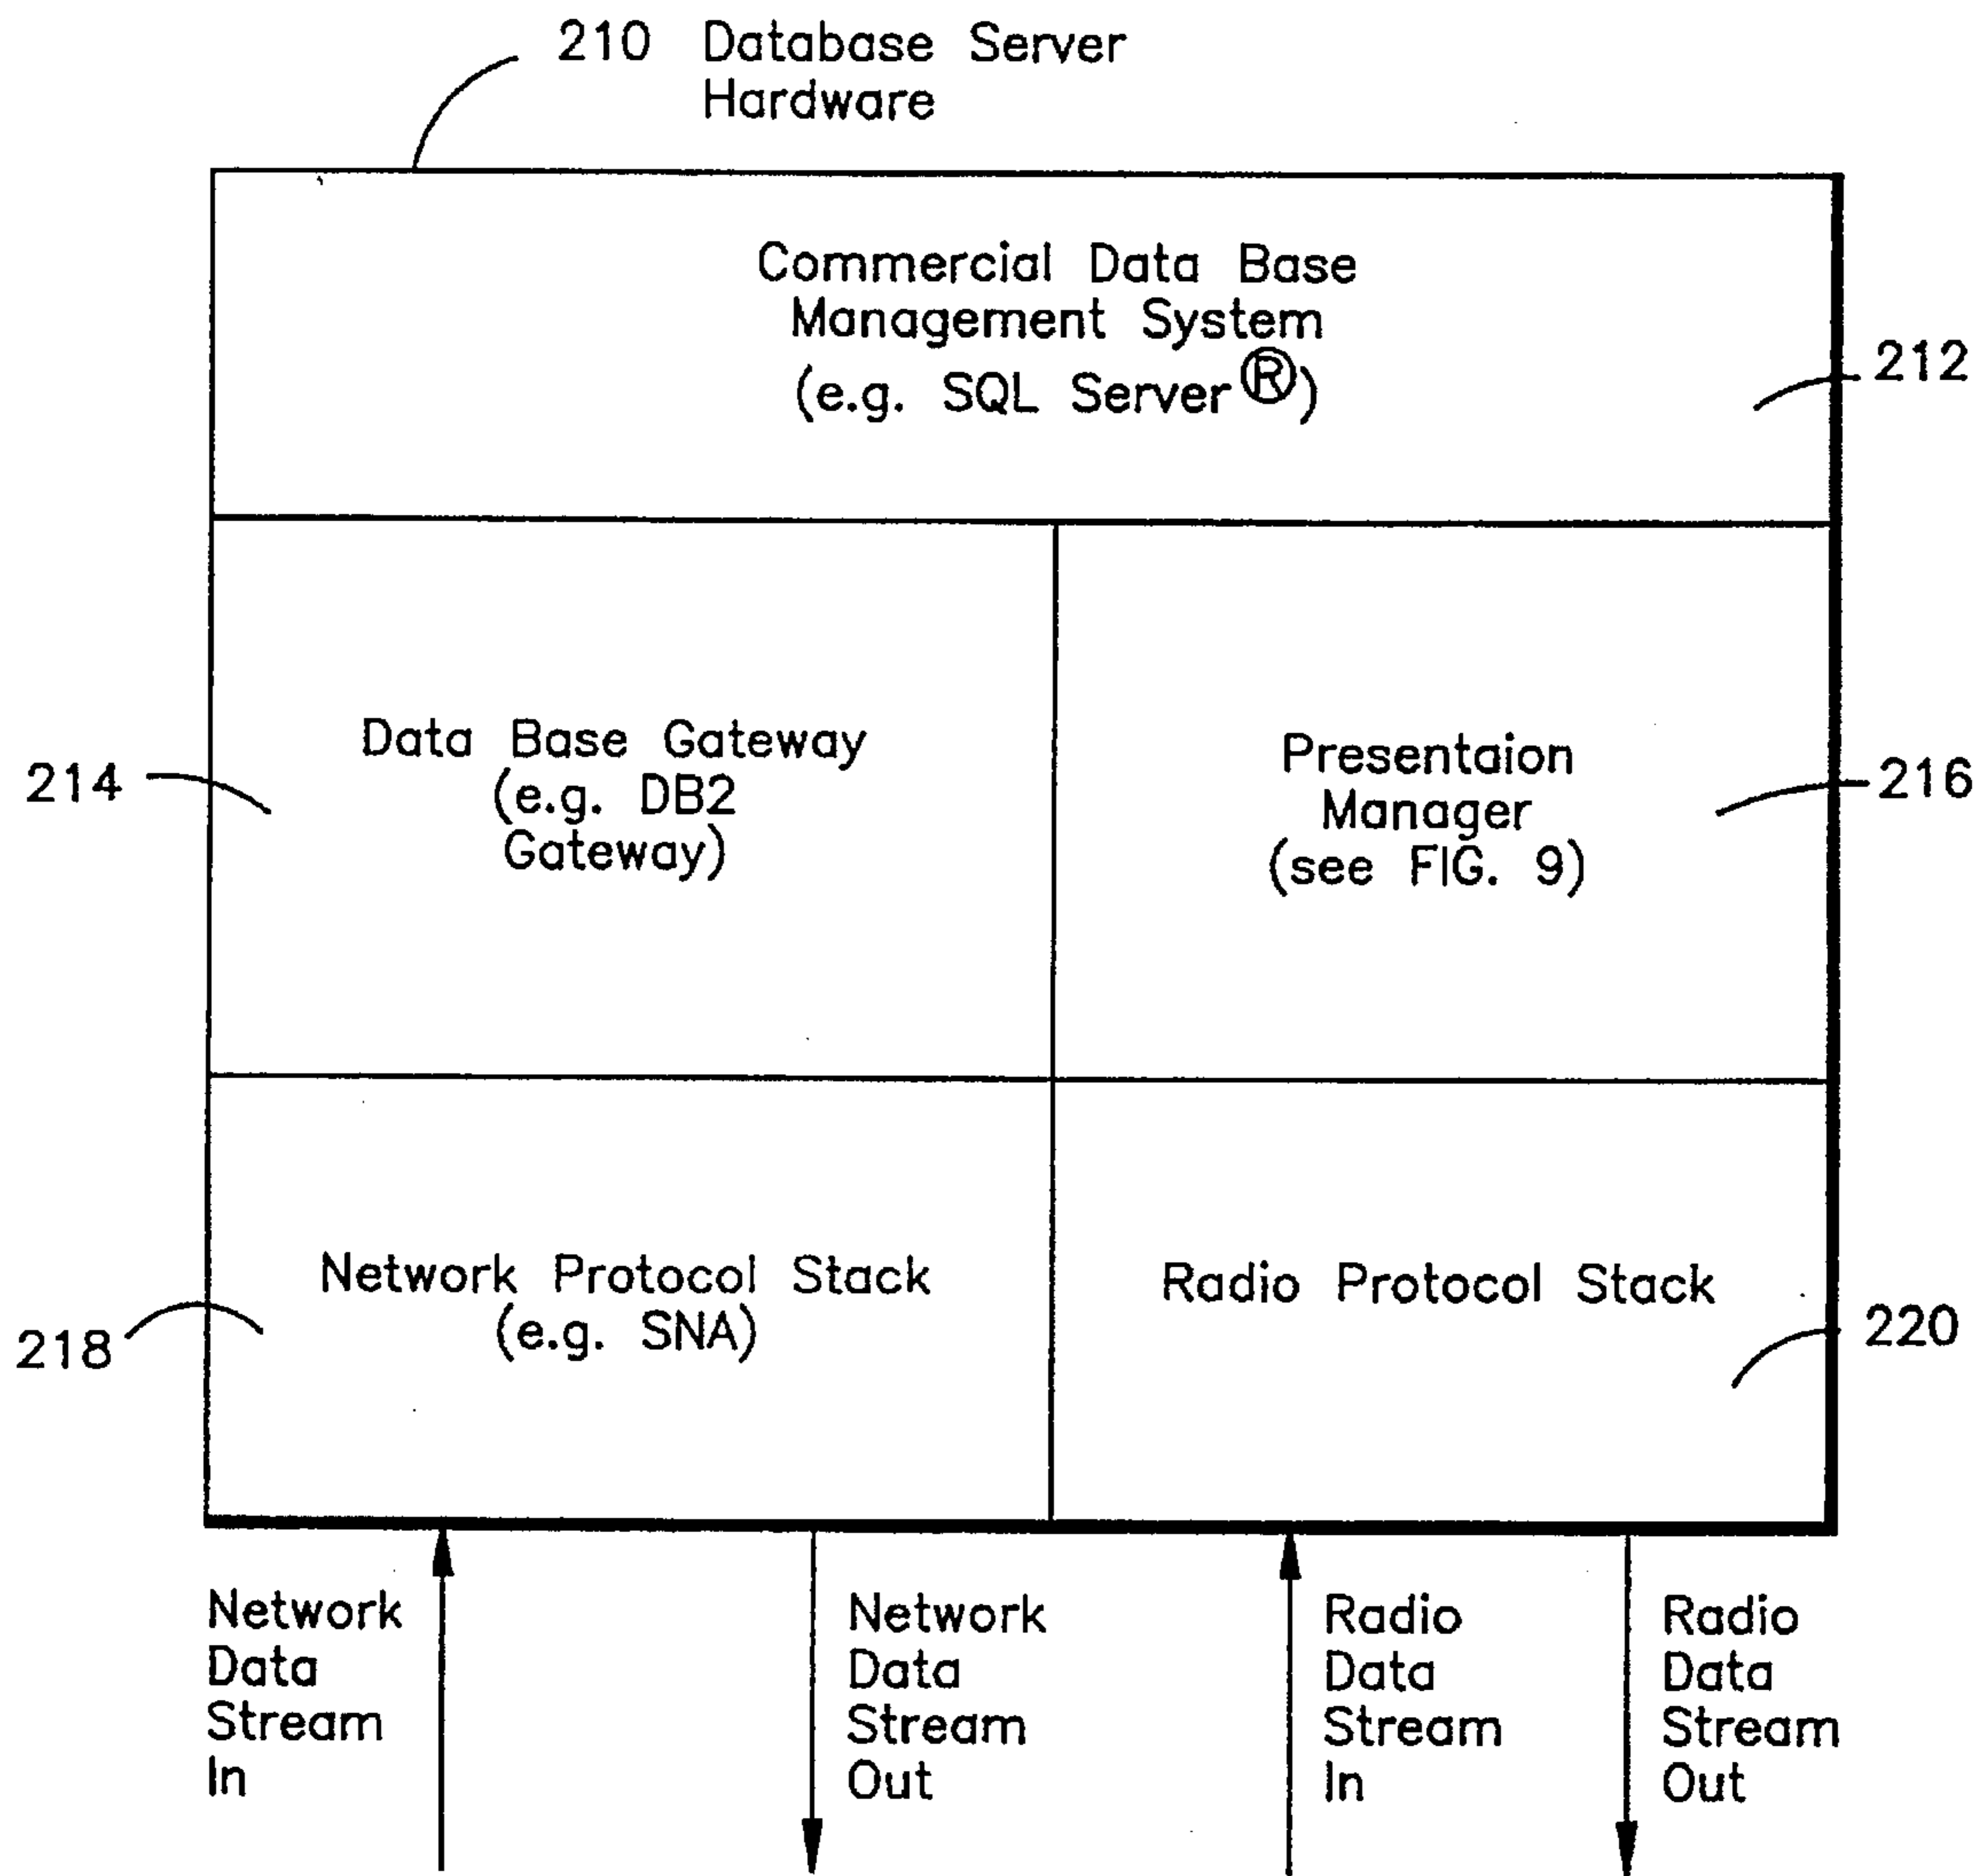 210 Database Server
Hardware
Commercial Data Base
Management System
(e.g. SQL Server®)
212
Data Base Gateway
(e.g. DB2
Gateway)
214
Presentaion
Manager
(see FIG. 9)
216
Network Protocol Stack
(e.g. SNA)
218
Radio Protocol Stack
220
Network
Data
Stream
In
Network
Data
Stream
Out
Radio
Data
Stream
In
Radio
Data
Stream
Out